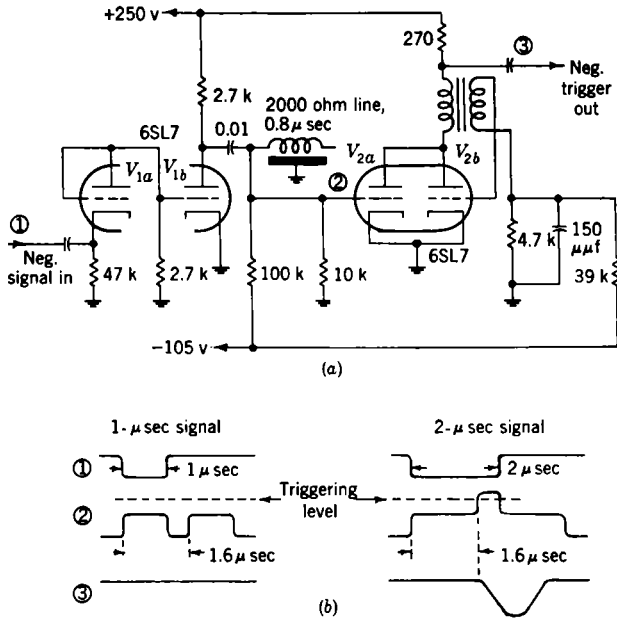 +250 v
270
③
Neg.
trigger
out
2.7 k
2000 ohm line,
0.8 μ sec
0.01
6SL7
V1a
V1b
②
V2a
V2b
①
Neg.
signal in
47 k
2.7 k
100 k
10 k
6SL7
4.7 k
150
μμf
39 k
−105 v
(a)
1-μ sec signal
2-μ sec signal
①
1 μ sec
2 μ sec
Triggering
level
②
1.6 μ sec
1.6 μ sec
③
(b)